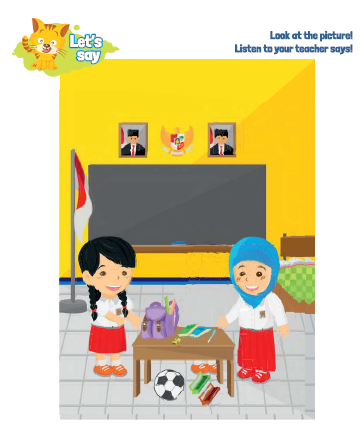 Let's
say
Look at the picture!
Listen to your teacher says!